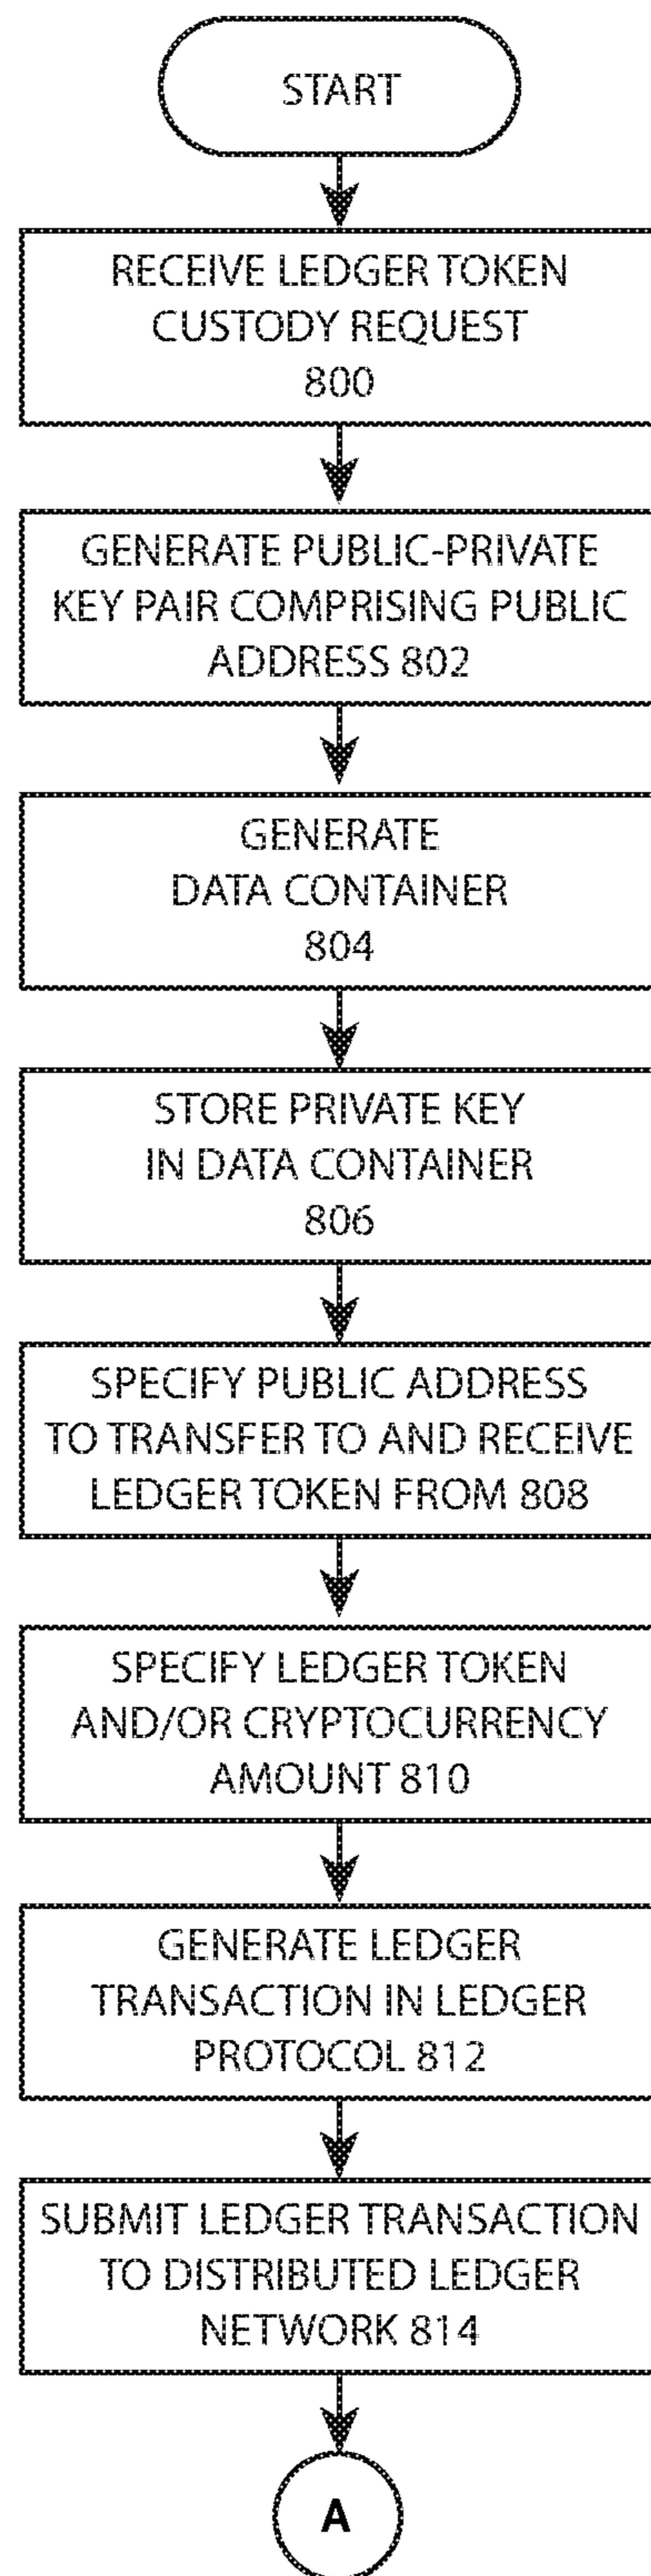 START
RECEIVE LEDGER TOKEN
CUSTODY REQUEST
800
GENERATE PUBLIC-PRIVATE
KEY PAIR COMPRISING PUBLIC
ADDRESS 802
GENERATE
DATA CONTAINER
804
STORE PRIVATE KEY
IN DATA CONTAINER
806
SPECIFY PUBLIC ADDRESS
TO TRANSFER TO AND RECEIVE
LEDGER TOKEN FROM 808
SPECIFY LEDGER TOKEN
AND/OR CRYPTOCURRENCY
AMOUNT 810
GENERATE LEDGER
TRANSACTION IN LEDGER
PROTOCOL 812
SUBMIT LEDGER TRANSACTION
TO DISTRIBUTED LEDGER
NETWORK 814
A